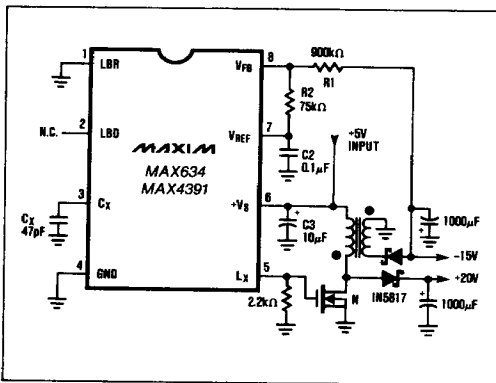 1
LBR
2
N.C.
LBD
3
CX
CX
47pF
4
GND
MAXIM
MAX634
MAX4391
8
VFB
900kΩ
R1
R2
75kΩ
7
VREF
C2
0.1µF
+5V
INPUT
6
+VS
+
C3
10µF
5
LX
2.2kΩ
N
+
1000µF
-15V
+20V
IN5817
+
1000µF